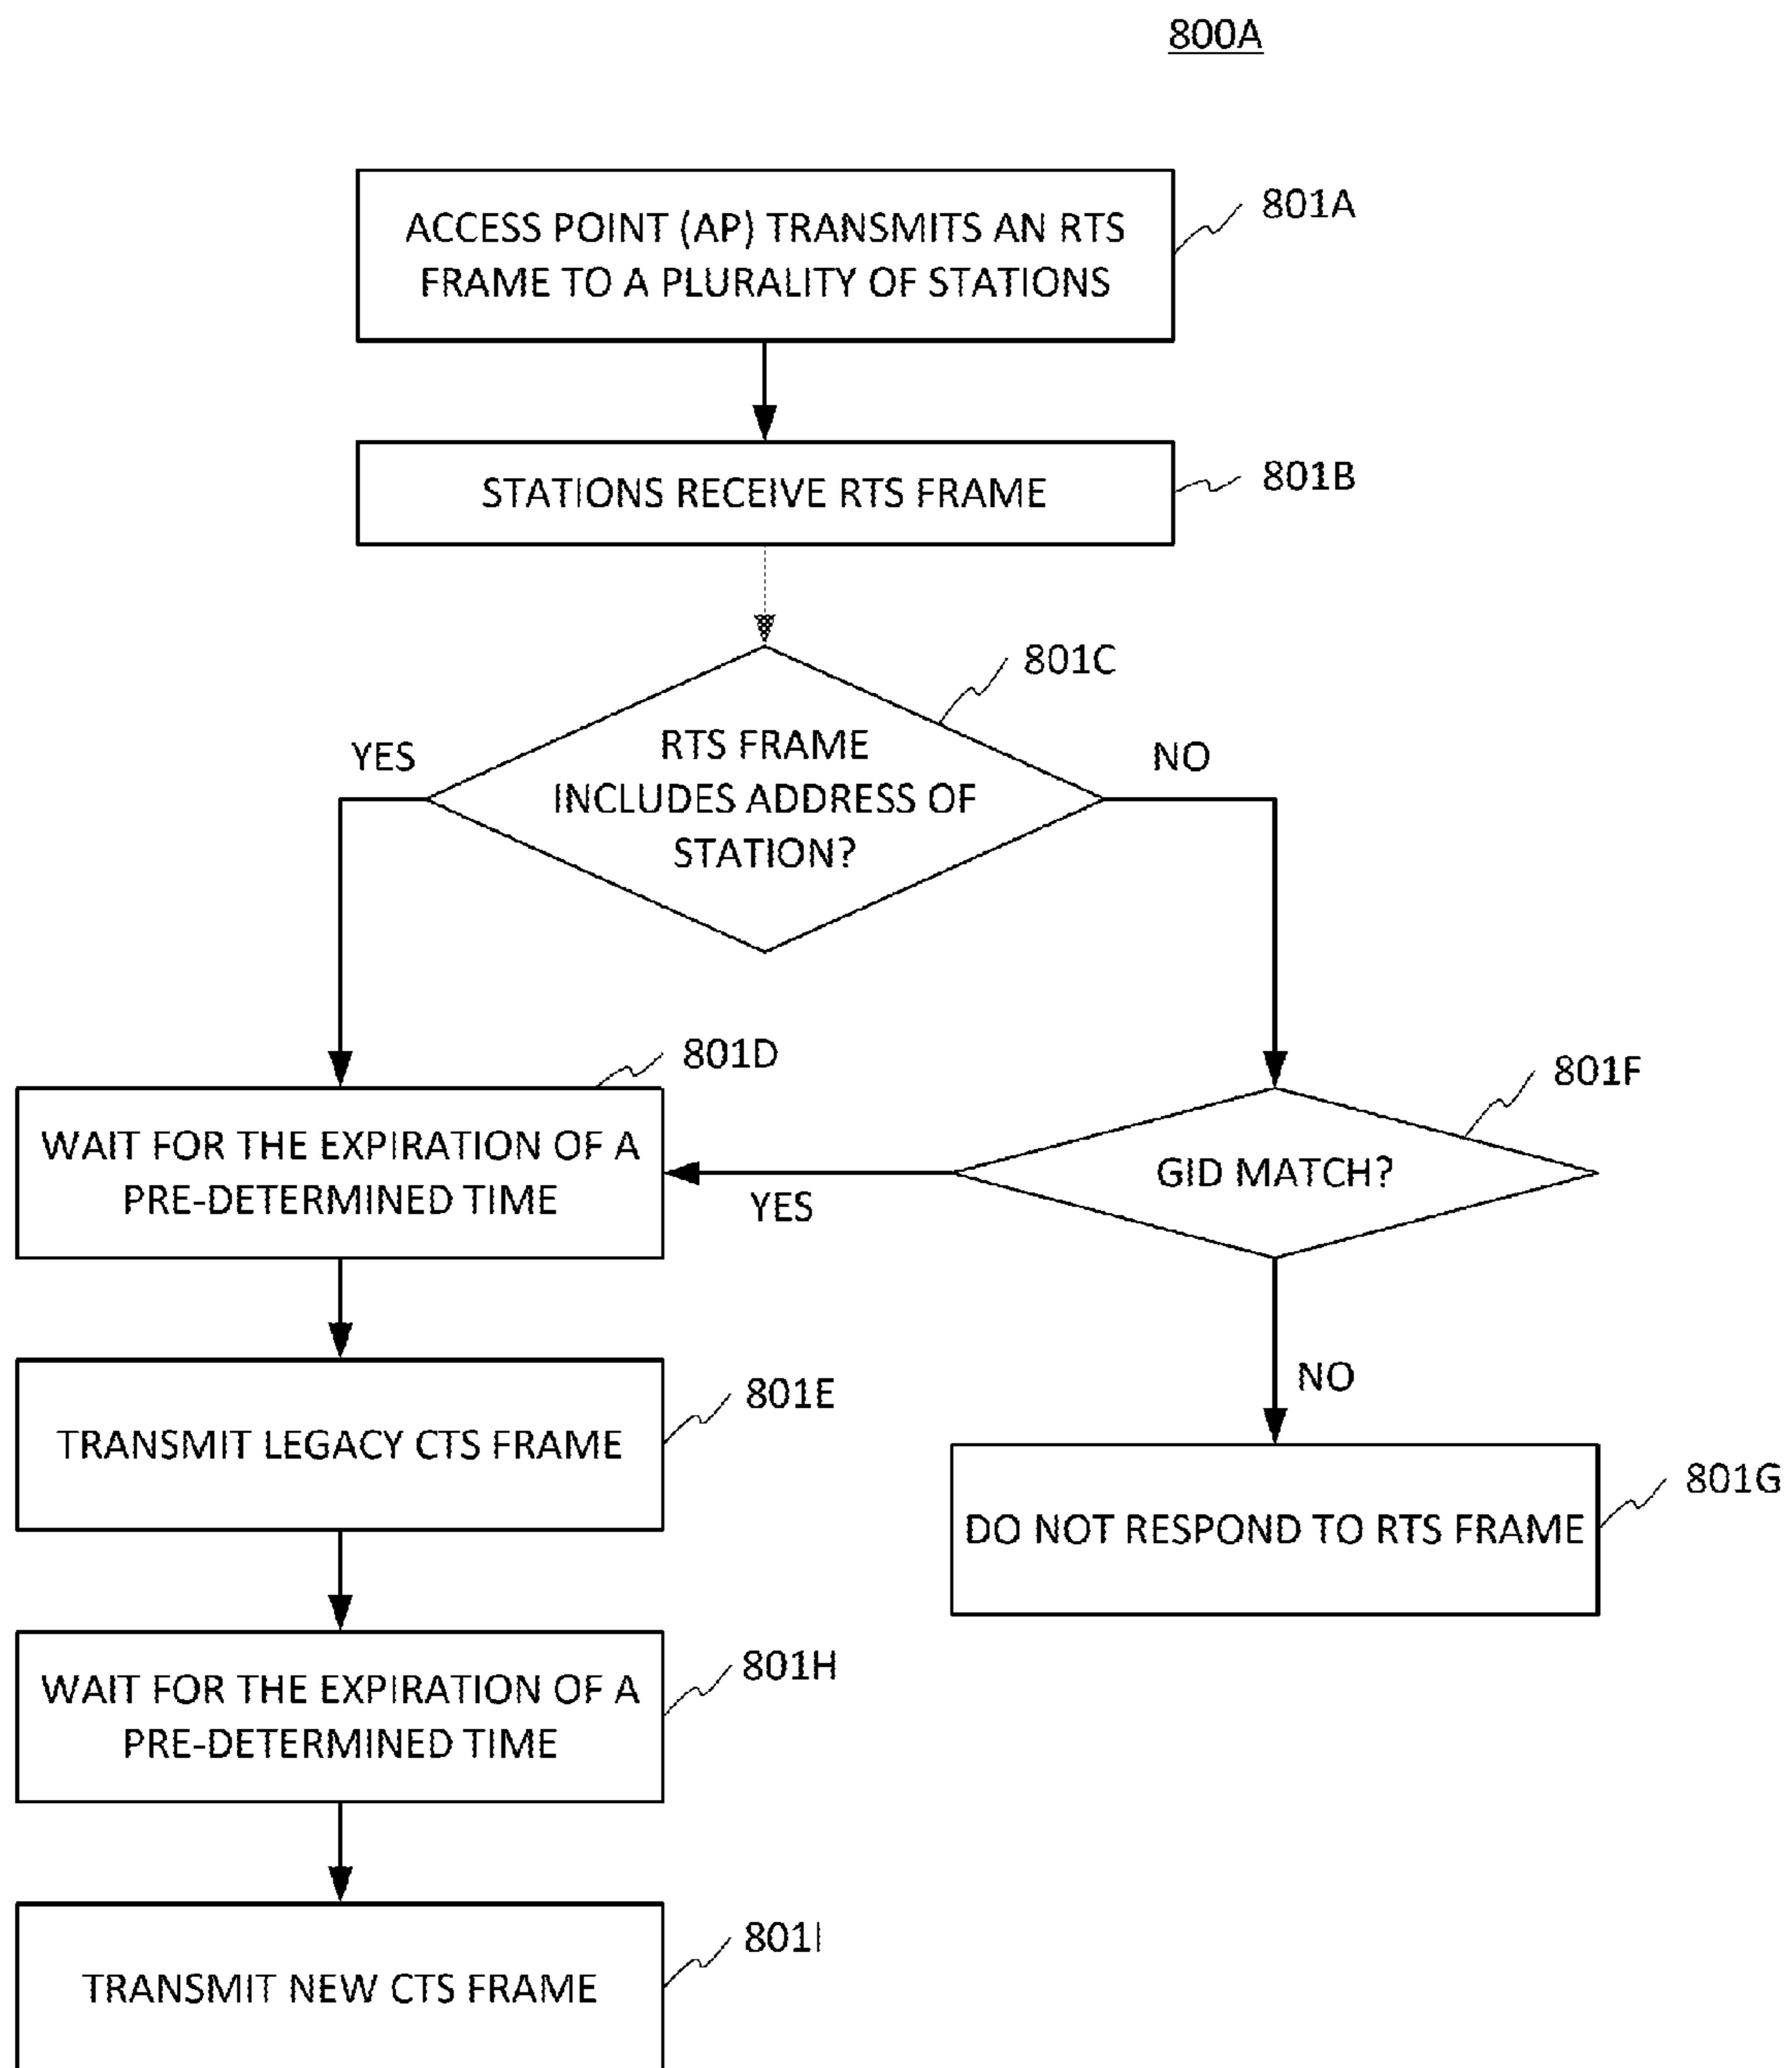 800A
ACCESS POINT (AP) TRANSMITS AN RTS
FRAME TO A PLURALITY OF STATIONS
801A
STATIONS RECEIVE RTS FRAME
801B
801C
RTS FRAME
INCLUDES ADDRESS OF
STATION?
YES
NO
801D
WAIT FOR THE EXPIRATION OF A
PRE-DETERMINED TIME
801F
GID MATCH?
YES
NO
801E
TRANSMIT LEGACY CTS FRAME
801G
DO NOT RESPOND TO RTS FRAME
801H
WAIT FOR THE EXPIRATION OF A
PRE-DETERMINED TIME
801I
TRANSMIT NEW CTS FRAME